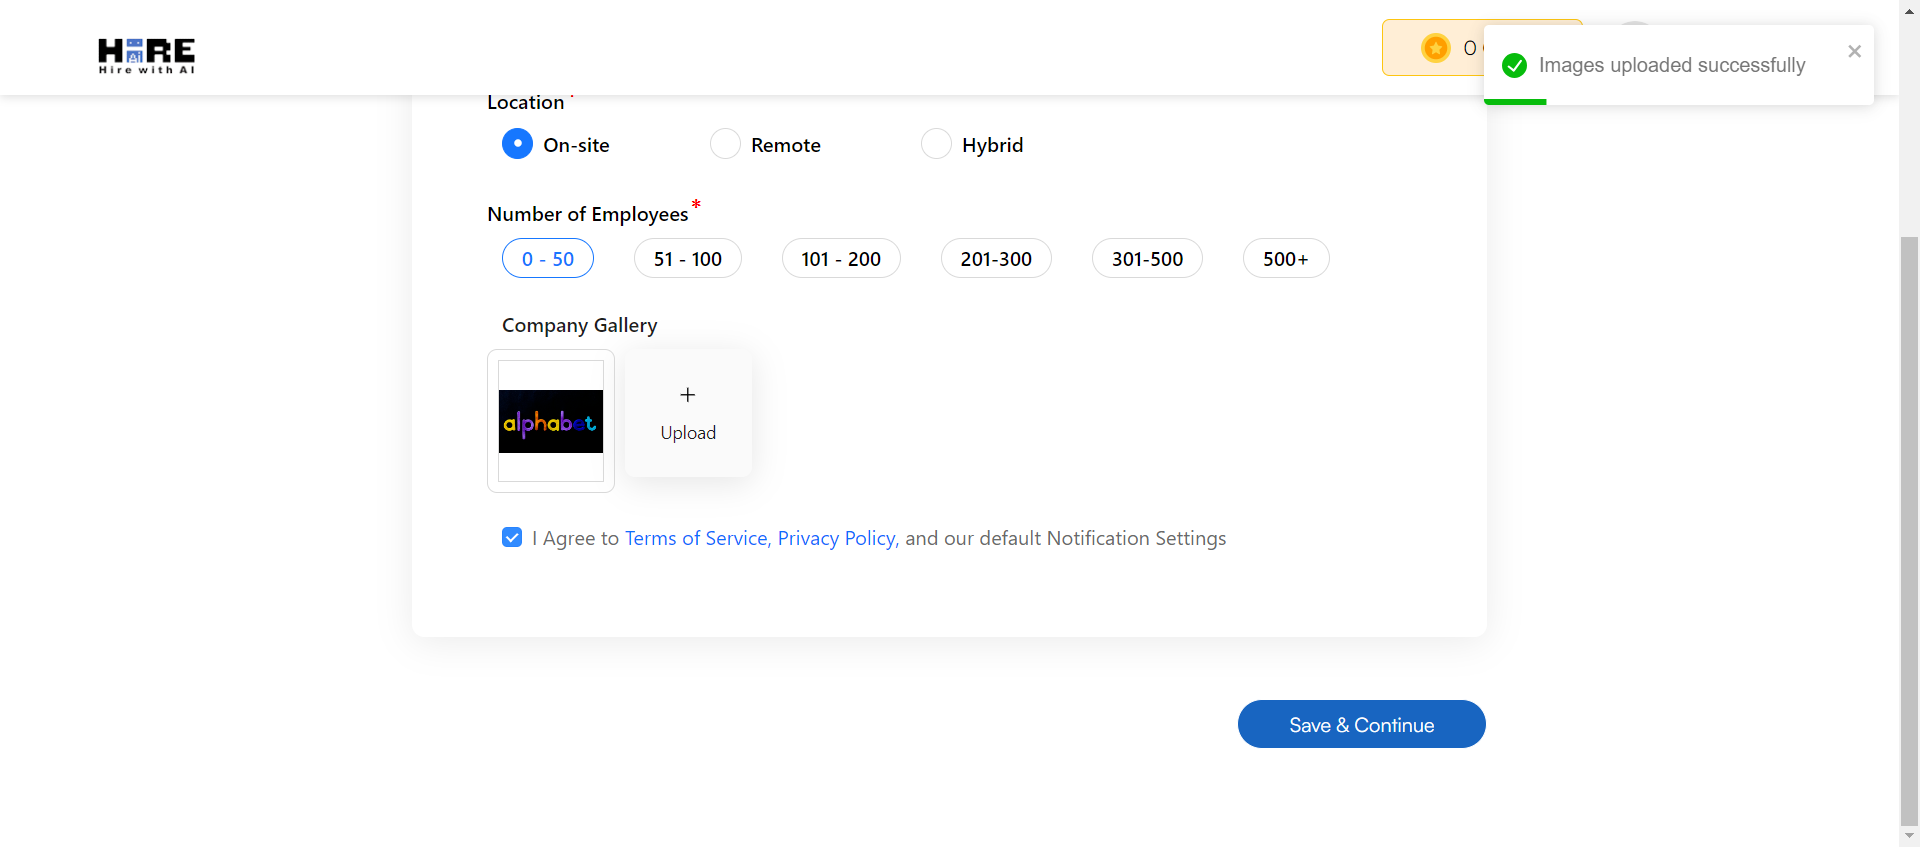 HiRE
Ai
Hire with AI
0
Images uploaded successfully
Location *
On-site
Remote
Hybrid
Number of Employees *
0 - 50
51 - 100
101 - 200
201-300
301-500
500+
Company Gallery
alphabet
+
Upload
I Agree to Terms of Service, Privacy Policy, and our default Notification Settings
Save & Continue